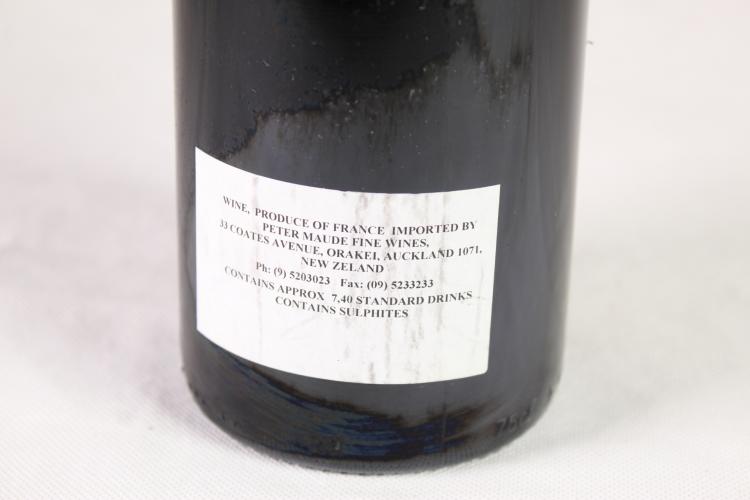 WINE, PRODUCE OF FRANCE IMPORTED BY
PETER MAUDE FINE WINES,
33 COATES AVENUE, ORAKEI, AUCKLAND 1071,
NEW ZELAND
Ph: (9) 5203023 Fax: (09) 5233233
CONTAINS APPROX 7,40 STANDARD DRINKS
CONTAINS SULPHITES